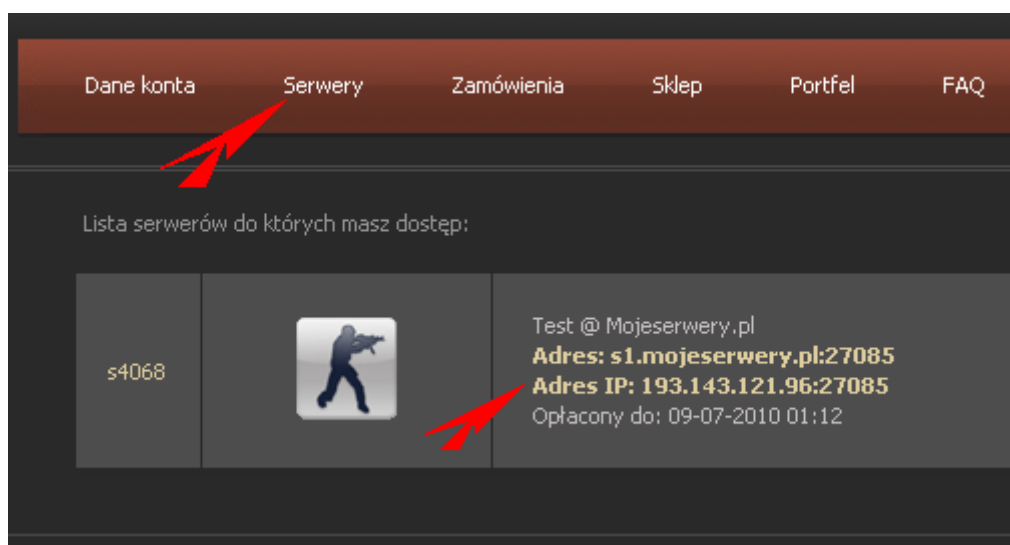 Dane konta Serwery Zamówienia Sklep Portfel FAQ
Lista serwerów do których masz dostęp:
s4068
Test @ Mojeserwery.pl
Adres: s1.mojeserwery.pl:27085
Adres IP: 193.143.121.96:27085
Opłacony do: 09-07-2010 01:12